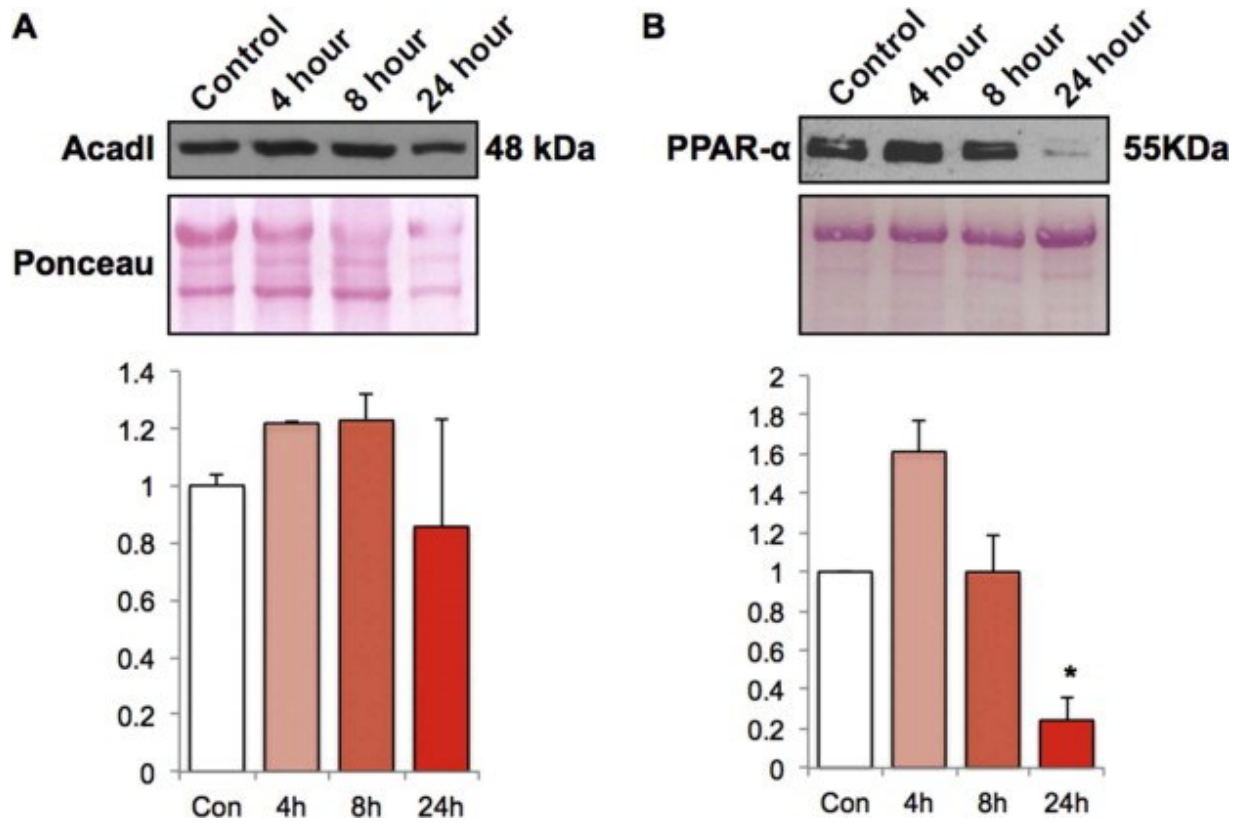 A
Control
4 hour
8 hour
24 hour
Acadl
48 kDa
Ponceau
1.4
1.2
1
0.8
0.6
0.4
0.2
0
Con
4h
8h
24h
B
Control
4 hour
8 hour
24 hour
PPAR-α
55KDa
2
1.8
1.6
1.4
1.2
1
0.8
0.6
0.4
0.2
0
*
Con
4h
8h
24h